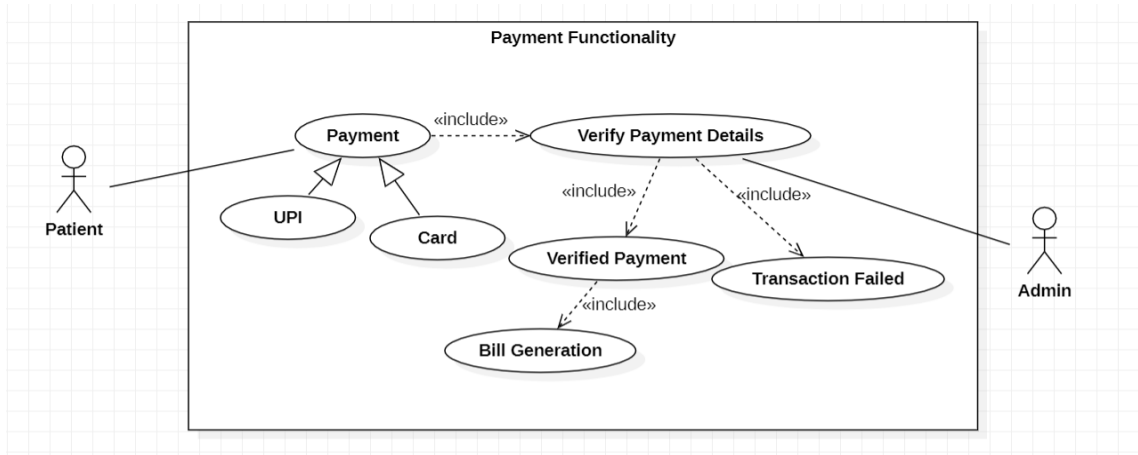 Payment Functionality
«include»
Payment
Verify Payment Details
«include»
«include»
UPI
Card
Patient
Verified Payment
Transaction Failed
Admin
«include»
Bill Generation